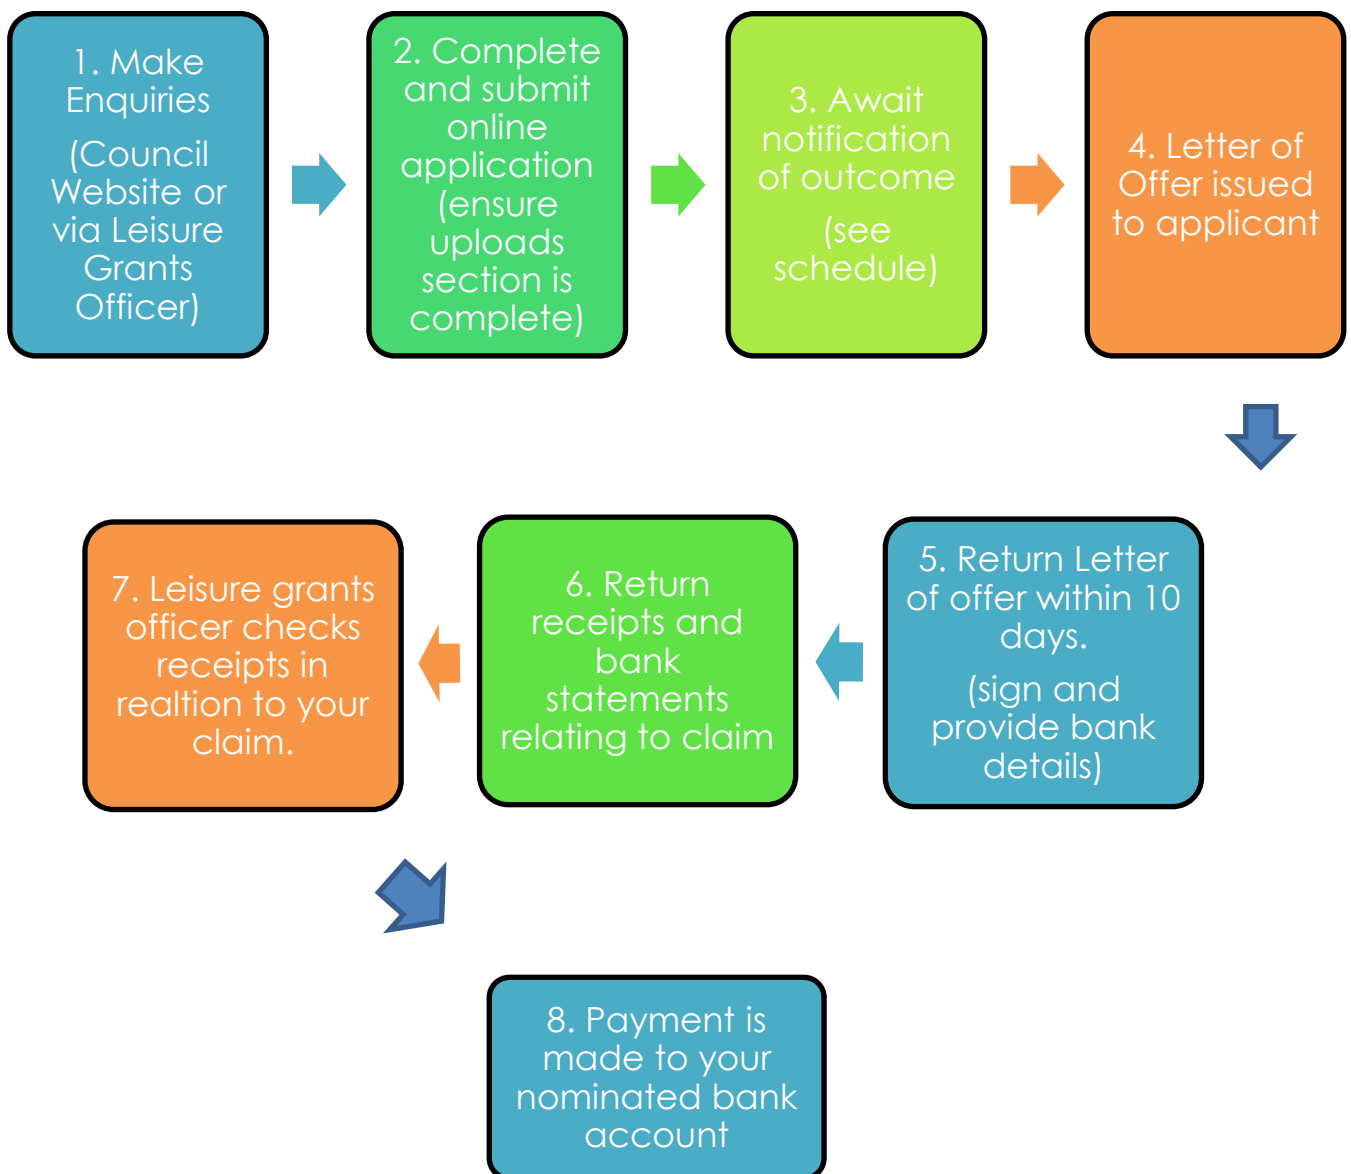 1. Make
Enquiries
(Council
Website or
via Leisure
Grants
Officer)
2. Complete
and submit
online
application
(ensure
uploads
section is
complete)
3. Await
notification
of outcome
(see
schedule)
4. Letter of
Offer issued
to applicant
5. Return Letter
of offer within 10
days.
(sign and
provide bank
details)
6. Return
receipts and
bank
statements
relating to claim
7. Leisure grants
officer checks
receipts in
realtion to your
claim.
8. Payment is
made to your
nominated bank
account